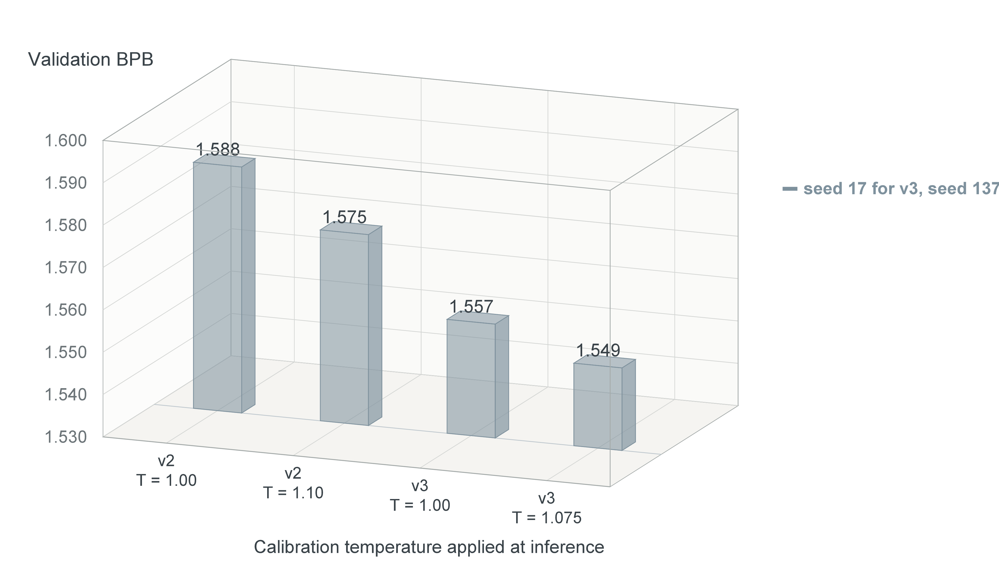 Validation BPB
1.600
1.590
1.580
1.570
1.560
1.550
1.540
1.530
1.588
1.575
1.557
1.549
v2
T = 1.00
v2
T = 1.10
v3
T = 1.00
v3
T = 1.075
Calibration temperature applied at inference
seed 17 for v3, seed 137